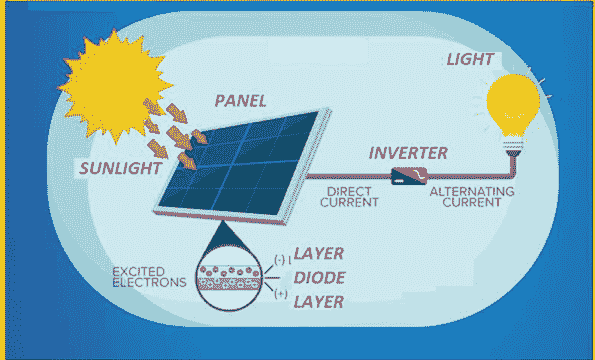 LIGHT
PANEL
SUNLIGHT
INVERTER
DIRECT
CURRENT
ALTERNATING
CURRENT
EXCITED
ELECTRONS
(-) LAYER
DIODE
(+) LAYER